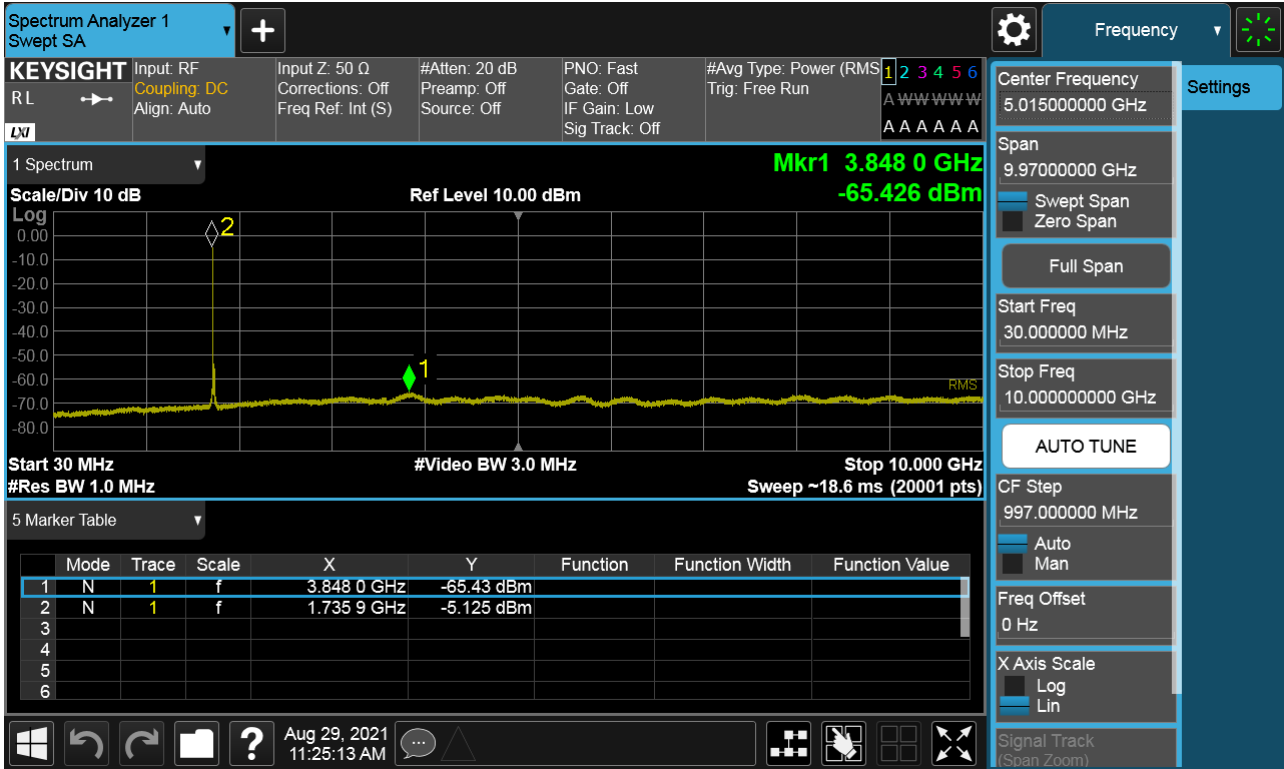 Spectrum Analyzer 1
Swept SA
Frequency
KEYSIGHT
R L
LXI
Input: RF
Coupling: DC
Align: Auto
Input Z: 50 Ω
Corrections: Off
Freq Ref: Int (S)
#Atten: 20 dB
Preamp: Off
Source: Off
PNO: Fast
Gate: Off
IF Gain: Low
Sig Track: Off
#Avg Type: Power (RMS
Trig: Free Run
1 2 3 4 5 6
A W W W W W
A A A A A A
1 Spectrum
Mkr1 3.848 0 GHz
-65.426 dBm
Scale/Div 10 dB
Ref Level 10.00 dBm
Log
0.00
-10.0
-20.0
-30.0
-40.0
-50.0
-60.0
-70.0
-80.0
2
1
RMS
Start 30 MHz
#Video BW 3.0 MHz
Stop 10.000 GHz
#Res BW 1.0 MHz
Sweep ~18.6 ms (20001 pts)
5 Marker Table
Mode Trace Scale X Y Function Function Width Function Value
1 N 1 f 3.848 0 GHz -65.43 dBm
2 N 1 f 1.735 9 GHz -5.125 dBm
3
4
5
6
?
Aug 29, 2021
11:25:13 AM
Center Frequency
5.015000000 GHz
Settings
Span
9.97000000 GHz
Swept Span
Zero Span
Full Span
Start Freq
30.000000 MHz
Stop Freq
10.000000000 GHz
AUTO TUNE
CF Step
997.000000 MHz
Auto
Man
Freq Offset
0 Hz
X Axis Scale
Log
Lin
Signal Track
(Span Zoom)